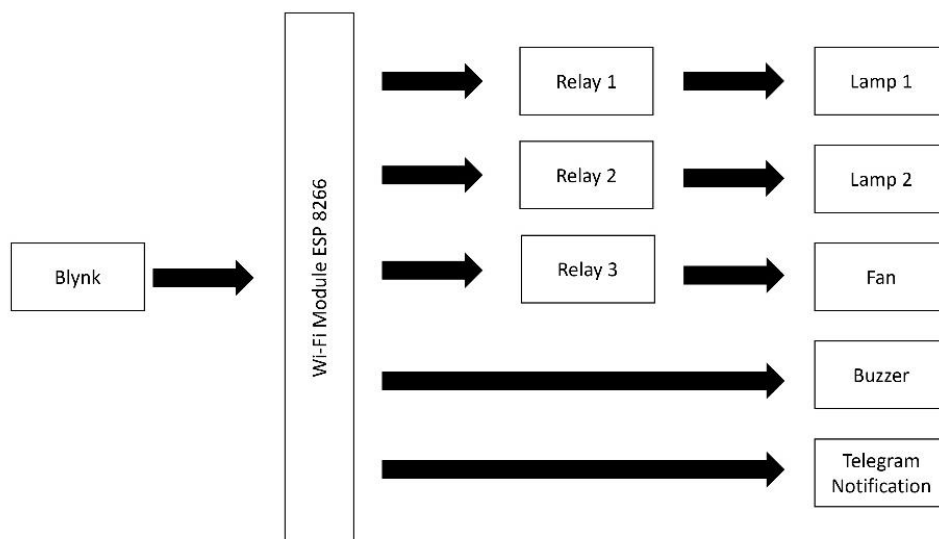 Relay 1
Lamp 1
Relay 2
Lamp 2
Blynk
Wi-Fi Module ESP 8266
Relay 3
Fan
Buzzer
Telegram
Notification